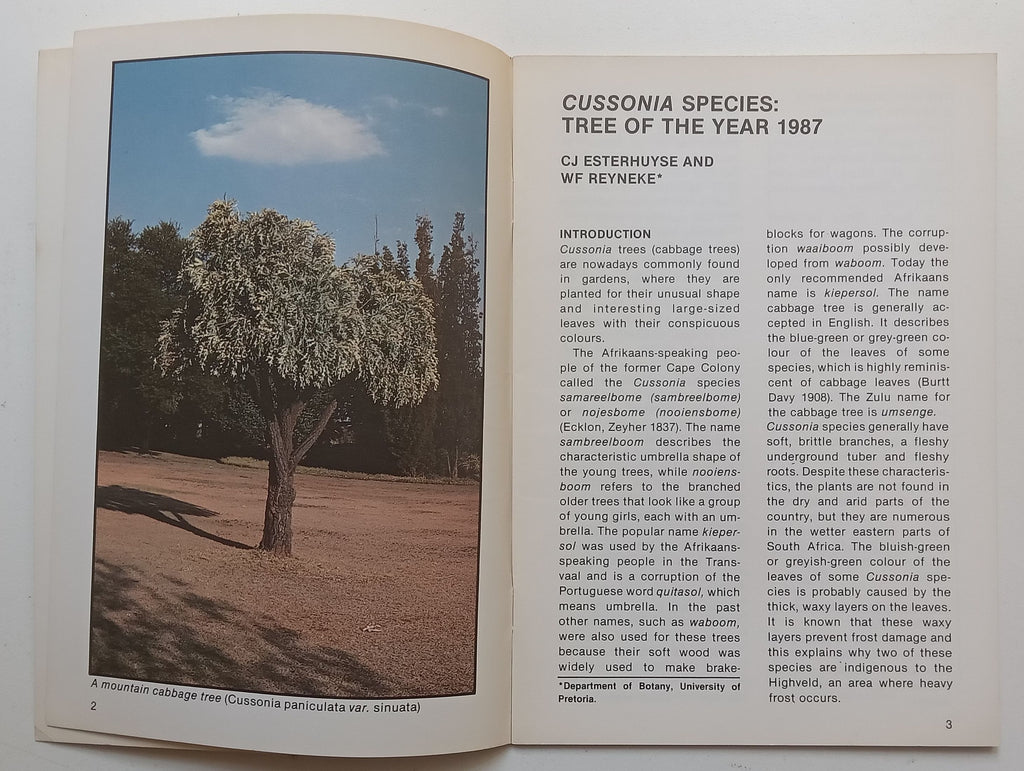 A mountain cabbage tree (Cussonia paniculata var. sinuata)
2
CUSSONIA SPECIES:
TREE OF THE YEAR 1987
CJ ESTERHUYSE AND
WF REYNEKE*
INTRODUCTION
Cussonia trees (cabbage trees)
are nowadays commonly found
in gardens, where they are
planted for their unusual shape
and interesting large-sized
leaves with their conspicuous
colours.
The Afrikaans-speaking peo-
ple of the former Cape Colony
called the Cussonia species
samareelbome (sambreelbome)
or nojesbome (nooiensbome)
(Ecklon, Zeyher 1837). The name
sambreelboom describes the
characteristic umbrella shape of
the young trees, while nooiens-
boom refers to the branched
older trees that look like a group
of young girls, each with an um-
brella. The popular name kieper-
sol was used by the Afrikaans-
speaking people in the Trans-
vaal and is a corruption of the
Portuguese word quitasol, which
means umbrella. In the past
other names, such as waboom,
were also used for these trees
because their soft wood was
widely used to make brake-
*Department of Botany, University of
Pretoria.
blocks for wagons. The corrup-
tion waaiboom possibly deve-
loped from waboom. Today the
only recommended Afrikaans
name is kiepersol. The name
cabbage tree is generally ac-
cepted in English. It describes
the blue-green or grey-green co-
lour of the leaves of some
species, which is highly reminis-
cent of cabbage leaves (Burtt
Davy 1908). The Zulu name for
the cabbage tree is umsenge.
Cussonia species generally have
soft, brittle branches, a fleshy
underground tuber and fleshy
roots. Despite these characteris-
tics, the plants are not found in
the dry and arid parts of the
country, but they are numerous
in the wetter eastern parts of
South Africa. The bluish-green
or greyish-green colour of the
leaves of some Cussonia spe-
cies is probably caused by the
thick, waxy layers on the leaves.
It is known that these waxy
layers prevent frost damage and
this explains why two of these
species are indigenous to the
Highveld, an area where heavy
frost occurs.
3